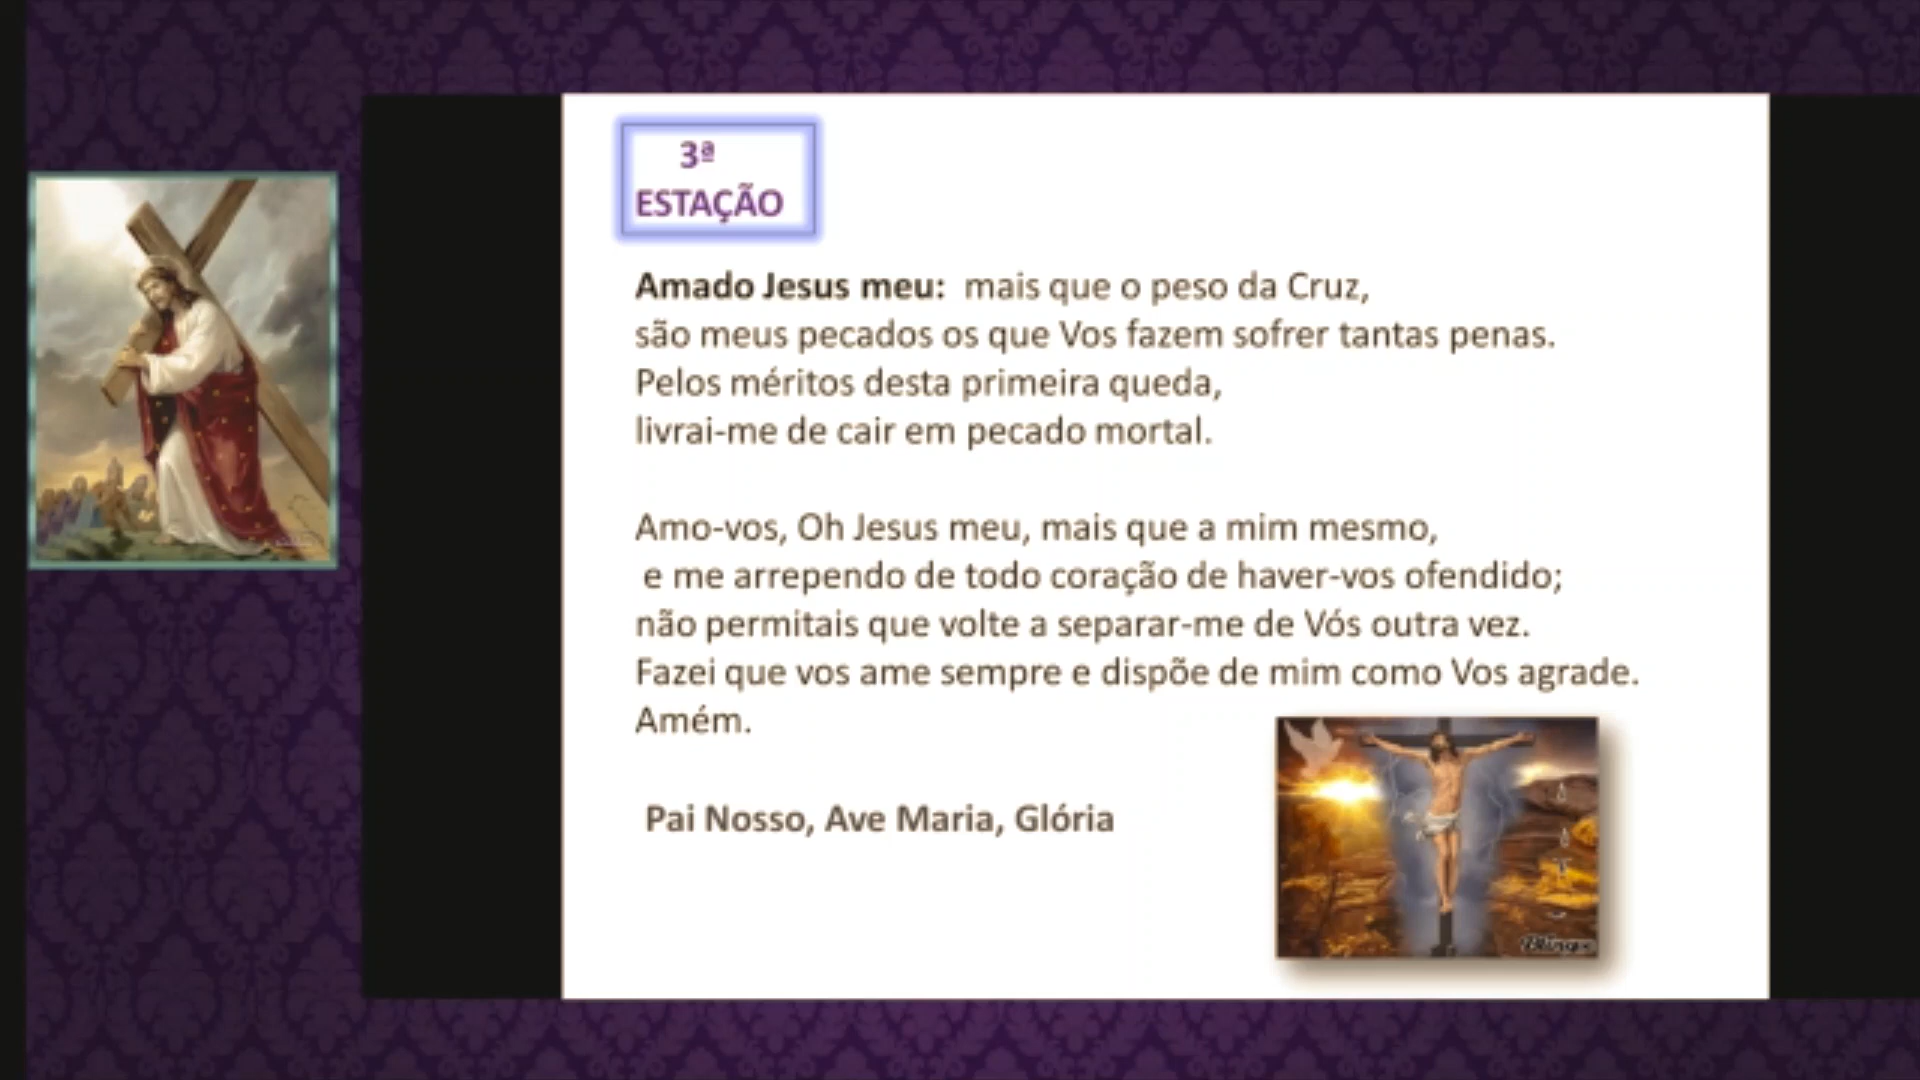 3ª
ESTAÇÃO
Amado Jesus meu: mais que o peso da Cruz,
são meus pecados os que Vos fazem sofrer tantas penas.
Pelos méritos desta primeira queda,
livrai-me de cair em pecado mortal.
Amo-vos, Oh Jesus meu, mais que a mim mesmo,
e me arrependo de todo coração de haver-vos ofendido;
não permitais que volte a separar-me de Vós outra vez.
Fazei que vos ame sempre e dispõe de mim como Vos agrade.
Amém.
Pai Nosso, Ave Maria, Glória